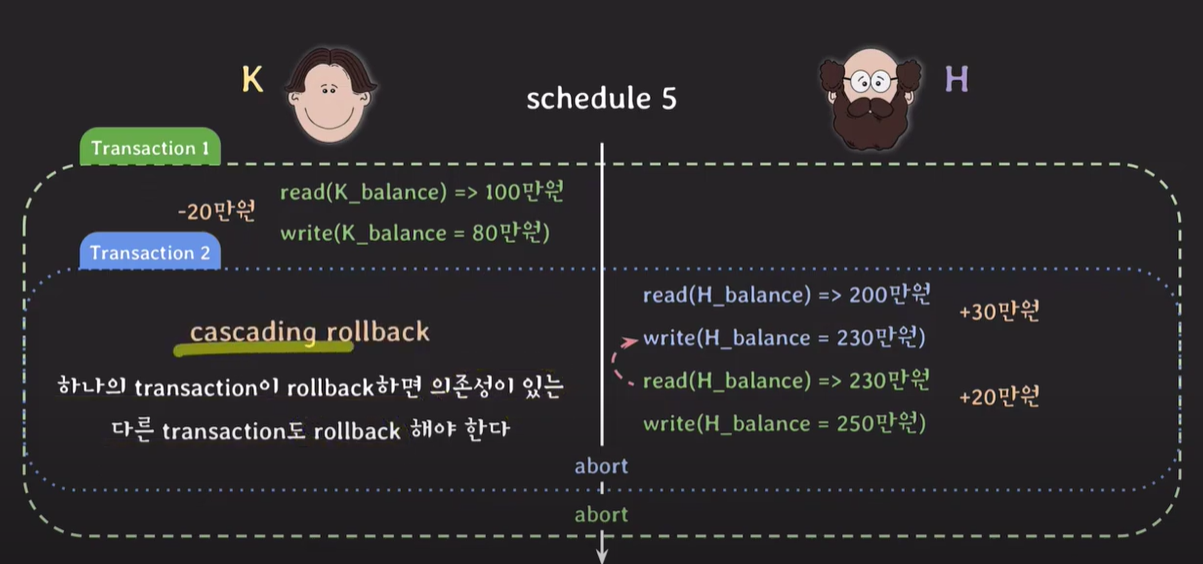 K
H
schedule 5
Transaction 1
read(K_balance) => 100만원
-20만원
write(K_balance = 80만원)
Transaction 2
read(H_balance) => 200만원
+30만원
write(H_balance = 230만원)
cascading rollback
read(H_balance) => 230만원
+20만원
write(H_balance = 250만원)
하나의 transaction이 rollback하면 의존성이 있는
다른 transaction도 rollback 해야 한다
abort
abort